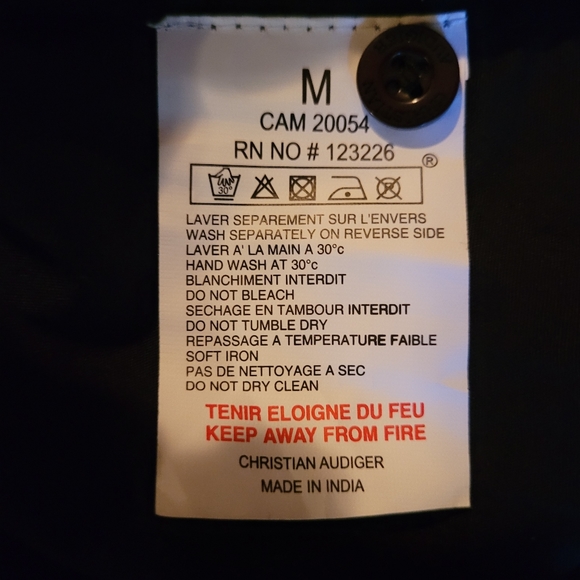 M
CAM 20054
RN NO # 123226
®
30°
LAVER SEPAREMENT SUR L'ENVERS
WASH SEPARATELY ON REVERSE SIDE
LAVER A' LA MAIN A 30°c
HAND WASH AT 30°c
BLANCHIMENT INTERDIT
DO NOT BLEACH
SECHAGE EN TAMBOUR INTERDIT
DO NOT TUMBLE DRY
REPASSAGE A TEMPERATURE FAIBLE
SOFT IRON
PAS DE NETTOYAGE A SEC
DO NOT DRY CLEAN
TENIR ELOIGNE DU FEU
KEEP AWAY FROM FIRE
CHRISTIAN AUDIGER
MADE IN INDIA